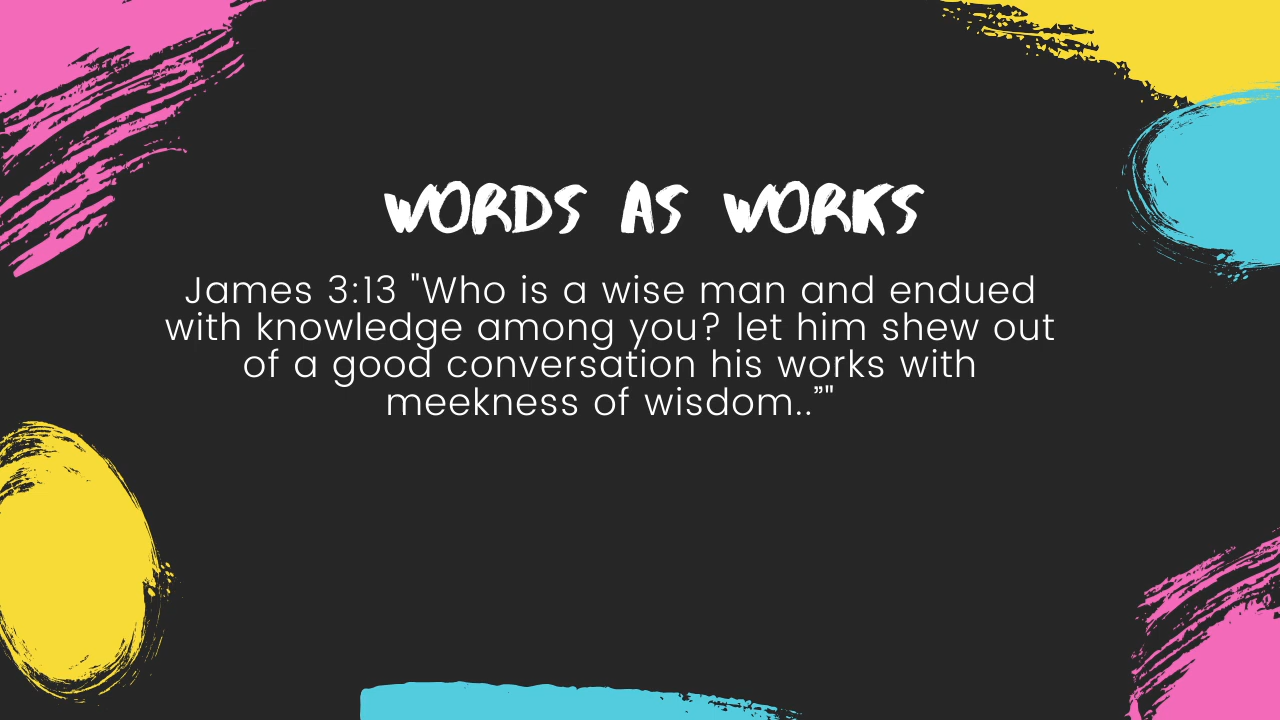 WORDS AS WORKS
James 3:13 "Who is a wise man and endued
with knowledge among you? let him shew out
of a good conversation his works with
meekness of wisdom..”"